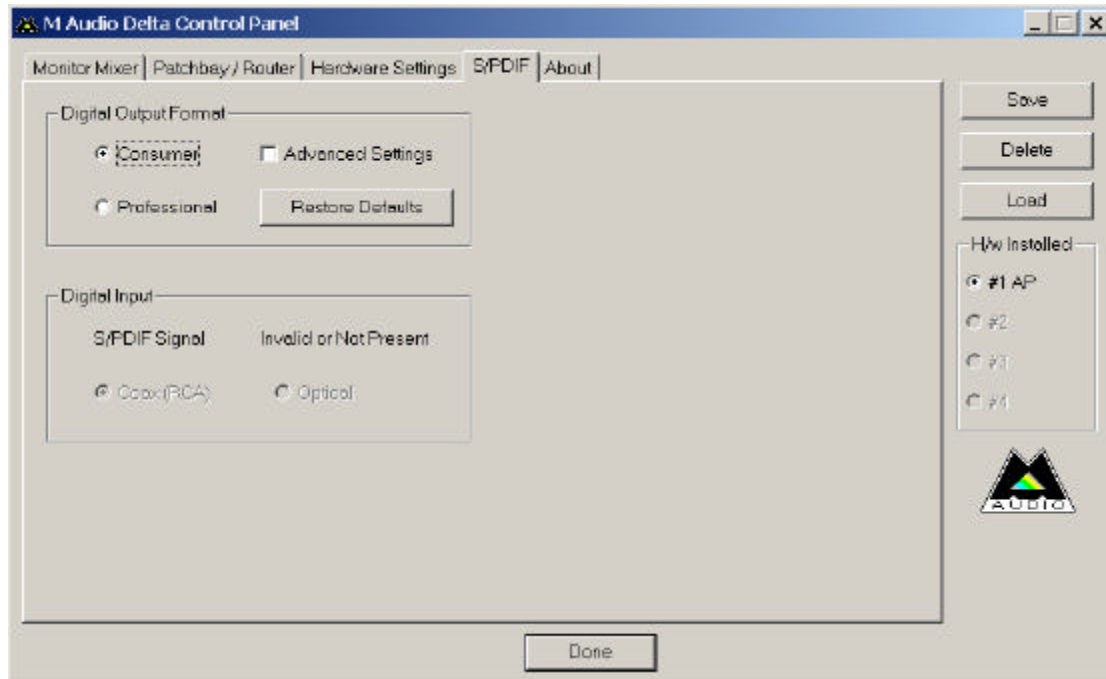 M Audio Delta Control Panel
Monitor Mixer Patchbay / Router Hardware Settings S/PDIF About
Digital Output Format
Consumer Advanced Settings
Professional Restore Defaults
Digital Input
S/PDIF Signal Invalid or Not Present
Coax (RCA) Optical
Save
Delete
Load
H/w Installed
#1 AP
#2
#3
#4
M
AUDIO
Done